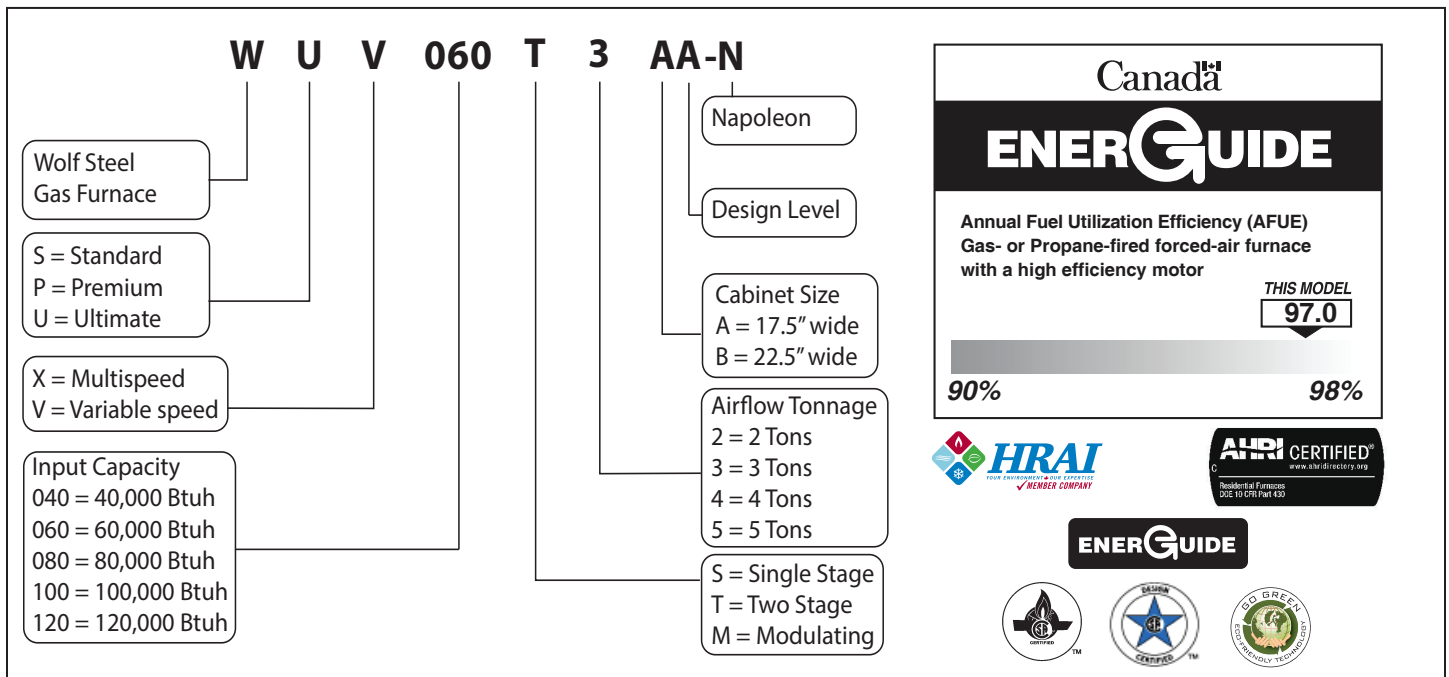 W U V 060 T 3 AA-N
Wolf Steel
Gas Furnace
S = Standard
P = Premium
U = Ultimate
X = Multispeed
V = Variable speed
Input Capacity
040 = 40,000 Btuh
060 = 60,000 Btuh
080 = 80,000 Btuh
100 = 100,000 Btuh
120 = 120,000 Btuh
Napoleon
Design Level
Cabinet Size
A = 17.5” wide
B = 22.5” wide
Airflow Tonnage
2 = 2 Tons
3 = 3 Tons
4 = 4 Tons
5 = 5 Tons
S = Single Stage
T = Two Stage
M = Modulating
Canada
ENERGUIDE
Annual Fuel Utilization Efficiency (AFUE)
Gas- or Propane-fired forced-air furnace
with a high efficiency motor
THIS MODEL
97.0
90% 98%
HRAI
YOUR ENVIRONMENT OUR EXPERTISE
MEMBER COMPANY
C
AHRI CERTIFIED®
www.ahridirectory.org
Residential Furnaces
DOE 10 CFR Part 430
ENERGUIDE
CERTIFIED
TM
DESIGN
CERTIFIED
TM
GO GREEN
ECO-FRIENDLY TECHNOLOGY